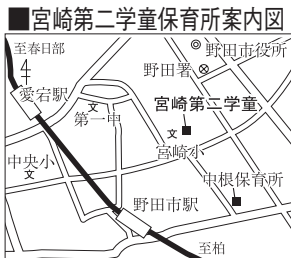 ■宮崎第二学童保育所案内図
至春日部
野田市役所
野田署
愛宕駅
文
第一中
宮崎第二学童
文
宮崎小
中央小
文
中根保育所
野田市駅
至柏